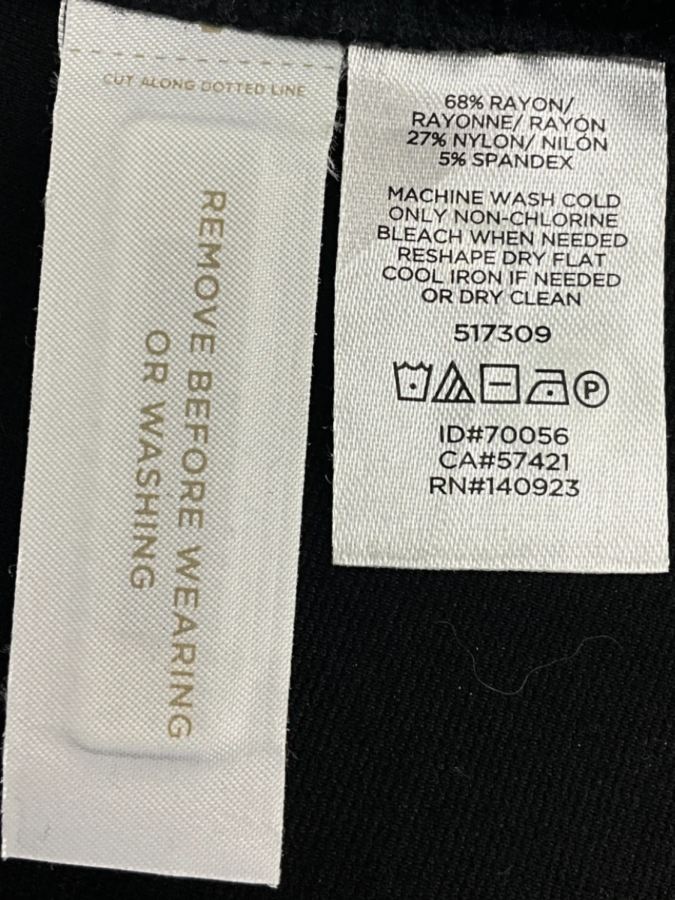 CUT ALONG DOTTED LINE
REMOVE BEFORE WEARING
OR WASHING
68% RAYON/
RAYONNE/ RAYÓN
27% NYLON/ NILÓN
5% SPANDEX
MACHINE WASH COLD
ONLY NON-CHLORINE
BLEACH WHEN NEEDED
RESHAPE DRY FLAT
COOL IRON IF NEEDED
OR DRY CLEAN
517309
P
ID#70056
CA#57421
RN#140923